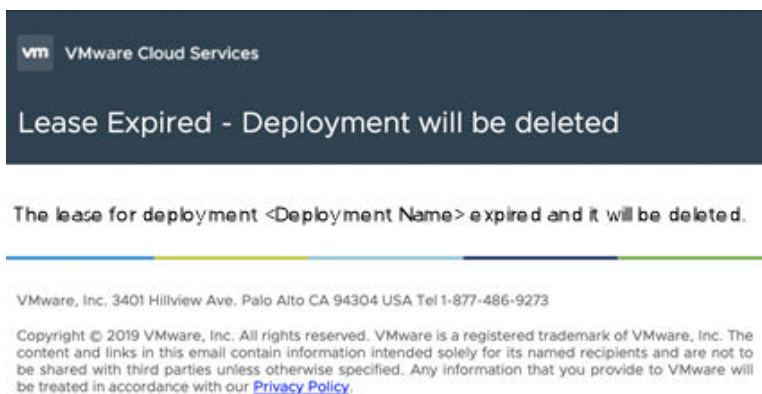 vm VMware Cloud Services
Lease Expired - Deployment will be deleted
The lease for deployment <Deployment Name> expired and it will be deleted.
VMware, Inc. 3401 Hillview Ave. Palo Alto CA 94304 USA Tel 1-877-486-9273
Copyright © 2019 VMware, Inc. All rights reserved. VMware is a registered trademark of VMware, Inc. The
content and links in this email contain information intended solely for its named recipients and are not to
be shared with third parties unless otherwise specified. Any information that you provide to VMware will
be treated in accordance with our Privacy Policy.